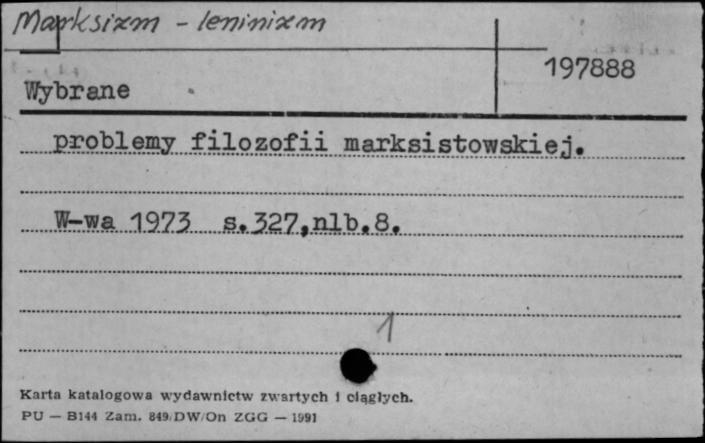 Marksizm - leninizm
197888
Wybrane
problemy filozofii marksistowskiej.
W-wa 1973 s.327,nlb.8.
1
Karta katalogowa wydawnictw zwartych i ciągłych.
PU — B144 Zam. 849/DW/On ZGG — 1991